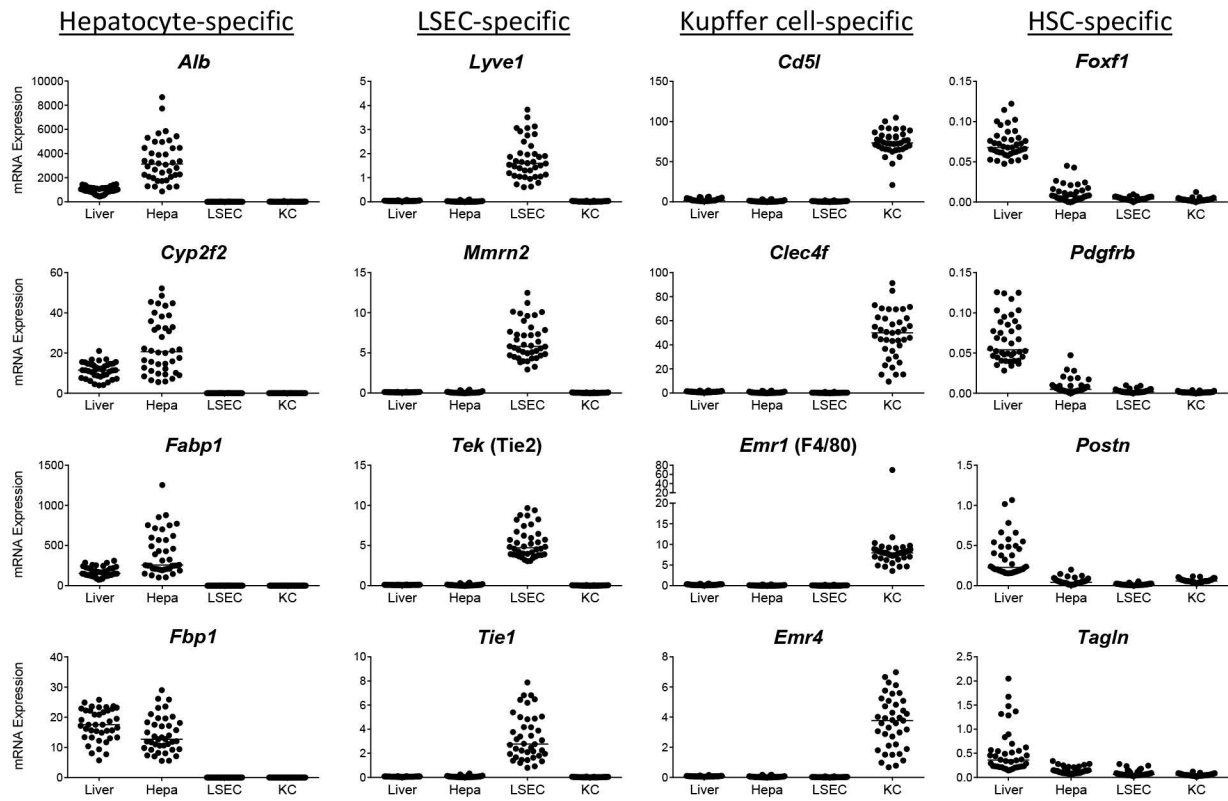 Hepatocyte-specific LSEC-specific Kupffer cell-specific HSC-specific
Alb Lyve1 Cd5l Foxf1
mRNA Expression
10000 8000 6000 4000 2000 0
5 4 3 2 1 0
150 100 50 0
0.15 0.10 0.05 0.00
Liver Hepa LSEC KC Liver Hepa LSEC KC Liver Hepa LSEC KC Liver Hepa LSEC KC
Cyp2f2 Mmrn2 Clec4f Pdgfrb
mRNA Expression
60 40 20 0
15 10 5 0
100 80 60 40 20 0
0.15 0.10 0.05 0.00
Liver Hepa LSEC KC Liver Hepa LSEC KC Liver Hepa LSEC KC Liver Hepa LSEC KC
Fabp1 Tek (Tie2) Emr1 (F4/80) Postn
mRNA Expression
1500 1000 500 0
15 10 5 0
80 60 40 20 20 15 10 5 0
1.5 1.0 0.5 0.0
Liver Hepa LSEC KC Liver Hepa LSEC KC Liver Hepa LSEC KC Liver Hepa LSEC KC
Fbp1 Tie1 Emr4 Tagln
mRNA Expression
40 30 20 10 0
10 8 6 4 2 0
8 6 4 2 0
2.5 2.0 1.5 1.0 0.5 0.0
Liver Hepa LSEC KC Liver Hepa LSEC KC Liver Hepa LSEC KC Liver Hepa LSEC KC